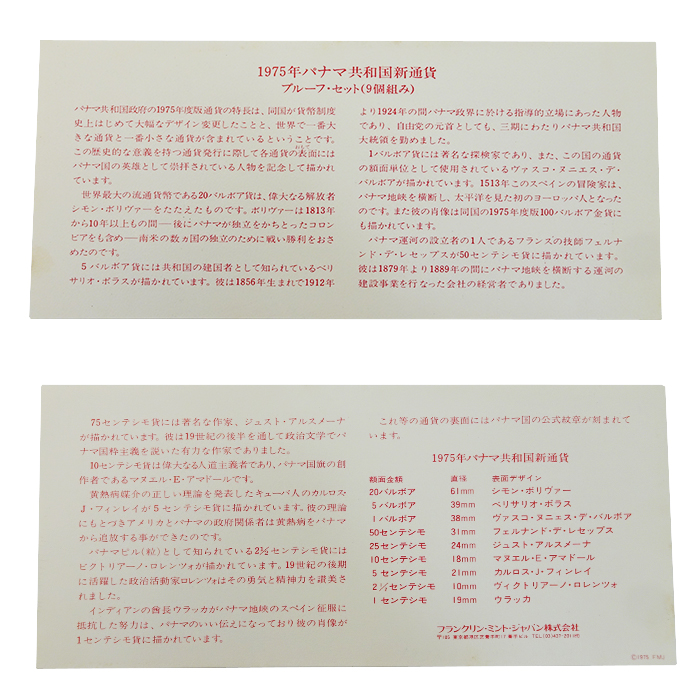 1975年パナマ共和国新通貨
プルーフ・セット(9個組み)
パナマ共和国政府の1975年度版通貨の特長は、同国が貨幣制度
史上はじめて大幅なデザイン変更したことと、世界で一番大
きな通貨と一番小さな通貨が含まれているということです。
この歴史的な意義を持つ通貨発行に際して各通貨の表面には
パナマ国の英雄として崇拝されている人物を記念して描かれ
ています。
世界最大の流通貨幣である20バルボア貨は、偉大なる解放者
シモン・ボリヴァーをたたえたものです。ボリヴァーは1813年
から10年以上もの間―後にパナマが独立をかちとったコロン
ビアをも含め―南米の数カ国の独立のために戦い勝利をおさ
めたのです。
5バルボア貨には共和国の建国者として知られているベリ
サリオ・ポラスが描かれています。彼は1856年生まれで1912年
より1924年の間パナマ政界に於ける指導的立場にあった人物
であり、自由党の元首としても、三期にわたりパナマ共和国
大統領を勤めました。
1バルボア貨には著名な探検家であり、また、この国の通貨
の額面単位として使用されているヴァスコ・ヌニエス・デ・
バルボアが描かれています。1513年このスペインの冒険家は、
パナマ地峡を横断し、太平洋を見た初のヨーロッパ人となった
のです。また彼の肖像は同国の1975年度版100バルボア金貨に
も描かれています。
パナマ運河の設立者の1人であるフランスの技師フェルナ
ンド・デ・レセップスが50センテシモ貨に描かれています。
彼は1879年より1889年の間にパナマ地峡を横断する運河の
建設事業を行なった会社の経営者でありました。
75センテシモ貨には著名な作家、ジュスト・アルスメーナ
が描かれています。彼は19世紀の後半を通して政治文学でパ
ナマ国粋主義を説いた有力な作家でありました。
10センテシモ貨は偉大なる人道主義者であり、パナマ国旗の創
作者であるマヌエル・E・アマドールです。
黄熱病媒介の正しい理論を発表したキューバ人のカルロス・
J・フィンレイが5センテシモ貨に描かれています。彼の理論
にもとづきアメリカとパナマの政府関係者は黄熱病をパナマ
から追放する事ができたのです。
パナマピル(粒)として知られている2½センテシモ貨には
ビクトリアーノ・ロレンツォが描かれています。19世紀の後期
に活躍した政治活動家ロレンツォはその勇気と精神力を讃美さ
れました。
インディアンの酋長ウラッカがパナマ地峡のスペイン征服に
抵抗した努力は、パナマのいい伝えになっており彼の肖像が
1センテシモ貨に描かれています。
これ等の通貨の裏面にはパナマ国の公式紋章が刻まれて
います。
1975年パナマ共和国新通貨
額面金額 直径 表面デザイン
20バルボア 61mm シモン・ボリヴァー
5バルボア 39mm ベリサリオ・ポラス
1バルボア 38mm ヴァスコ・ヌニェス・デ・バルボア
50センテシモ 31mm フェルナンド・デ・レセップス
25センテシモ 24mm ジュスト・アルスメーナ
10センテシモ 18mm マヌエル・E・アマドール
5センテシモ 21mm カルロス・J・フィンレイ
2½センテシモ 10mm ヴィクトリアーノ・ロレンツォ
1センテシモ 19mm ウラッカ
フランクリン・ミント・ジャパン株式会社
©1975 FMJ